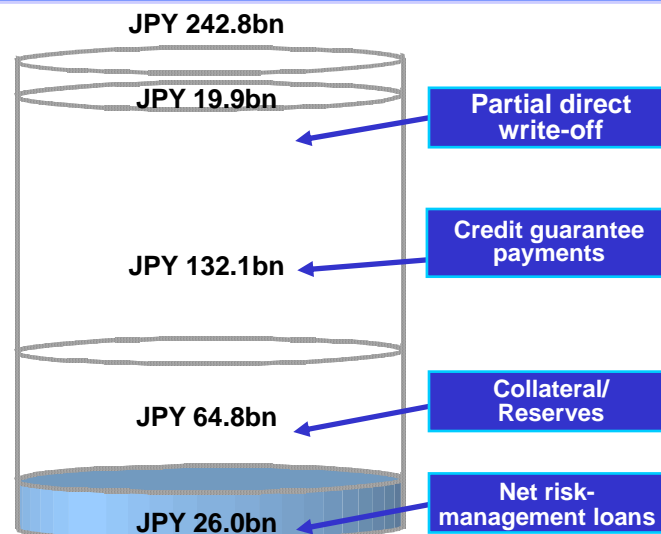 JPY 242.8bn
JPY 19.9bn
Partial direct
write-off
Credit guarantee
payments
JPY 132.1bn
Collateral/
Reserves
JPY 64.8bn
Net risk-
management loans
JPY 26.0bn